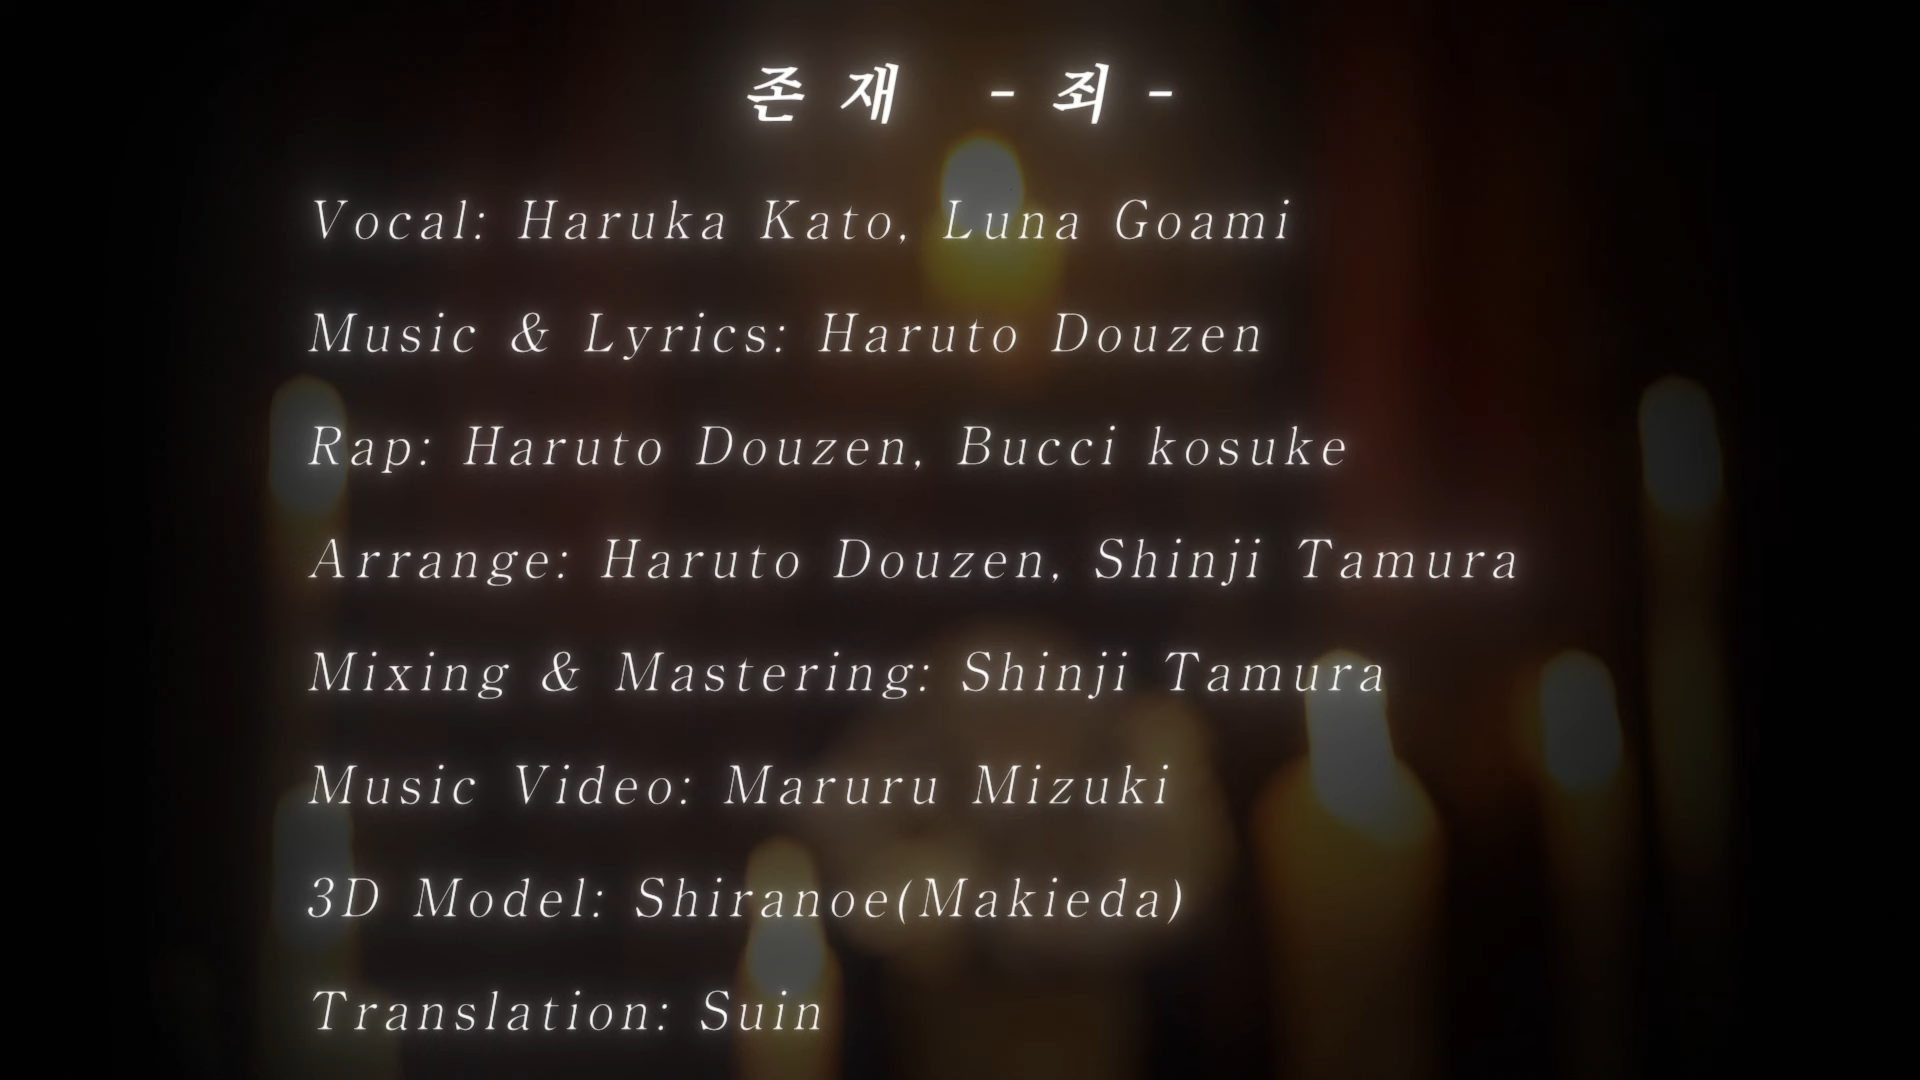 존재 -죄-
Vocal: Haruka Kato, Luna Goami
Music & Lyrics: Haruto Douzen
Rap: Haruto Douzen, Bucci kosuke
Arrange: Haruto Douzen, Shinji Tamura
Mixing & Mastering: Shinji Tamura
Music Video: Maruru Mizuki
3D Model: Shiranoe(Makieda)
Translation: Suin